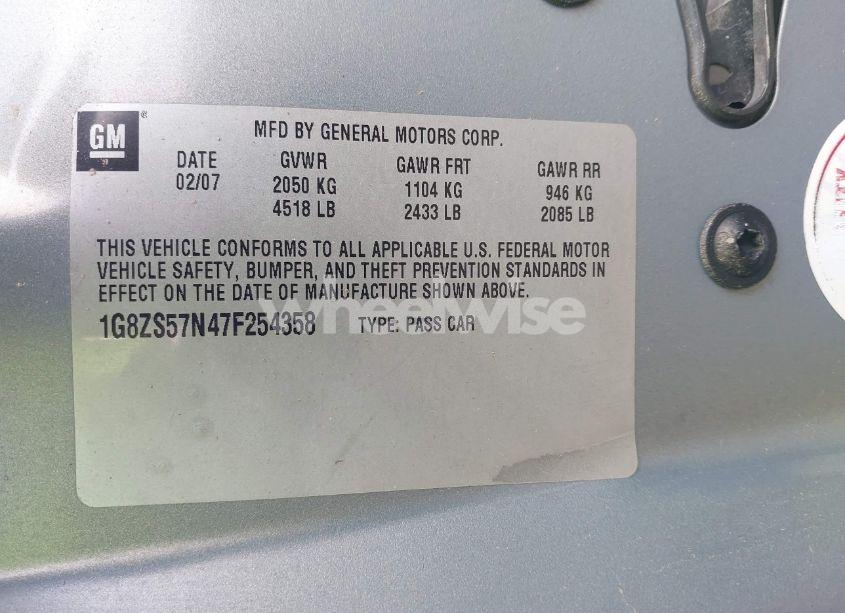 GM
MFD BY GENERAL MOTORS CORP.
DATE GVWR GAWR FRT GAWR RR
02/07 2050 KG 1104 KG 946 KG
4518 LB 2433 LB 2085 LB
THIS VEHICLE CONFORMS TO ALL APPLICABLE U.S. FEDERAL MOTOR
VEHICLE SAFETY, BUMPER, AND THEFT PREVENTION STANDARDS IN
EFFECT ON THE DATE OF MANUFACTURE SHOWN ABOVE.
wheelwise
1G8ZS57N47F254358 TYPE: PASS CAR